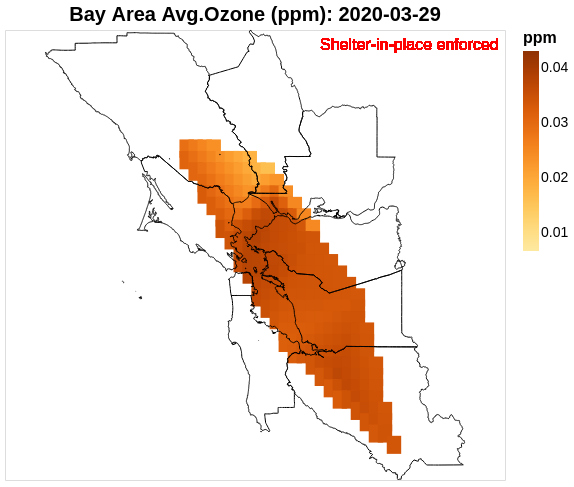 Bay Area Avg.Ozone (ppm): 2020-03-29
Shelter-in-place enforced
ppm
0.04
0.03
0.02
0.01